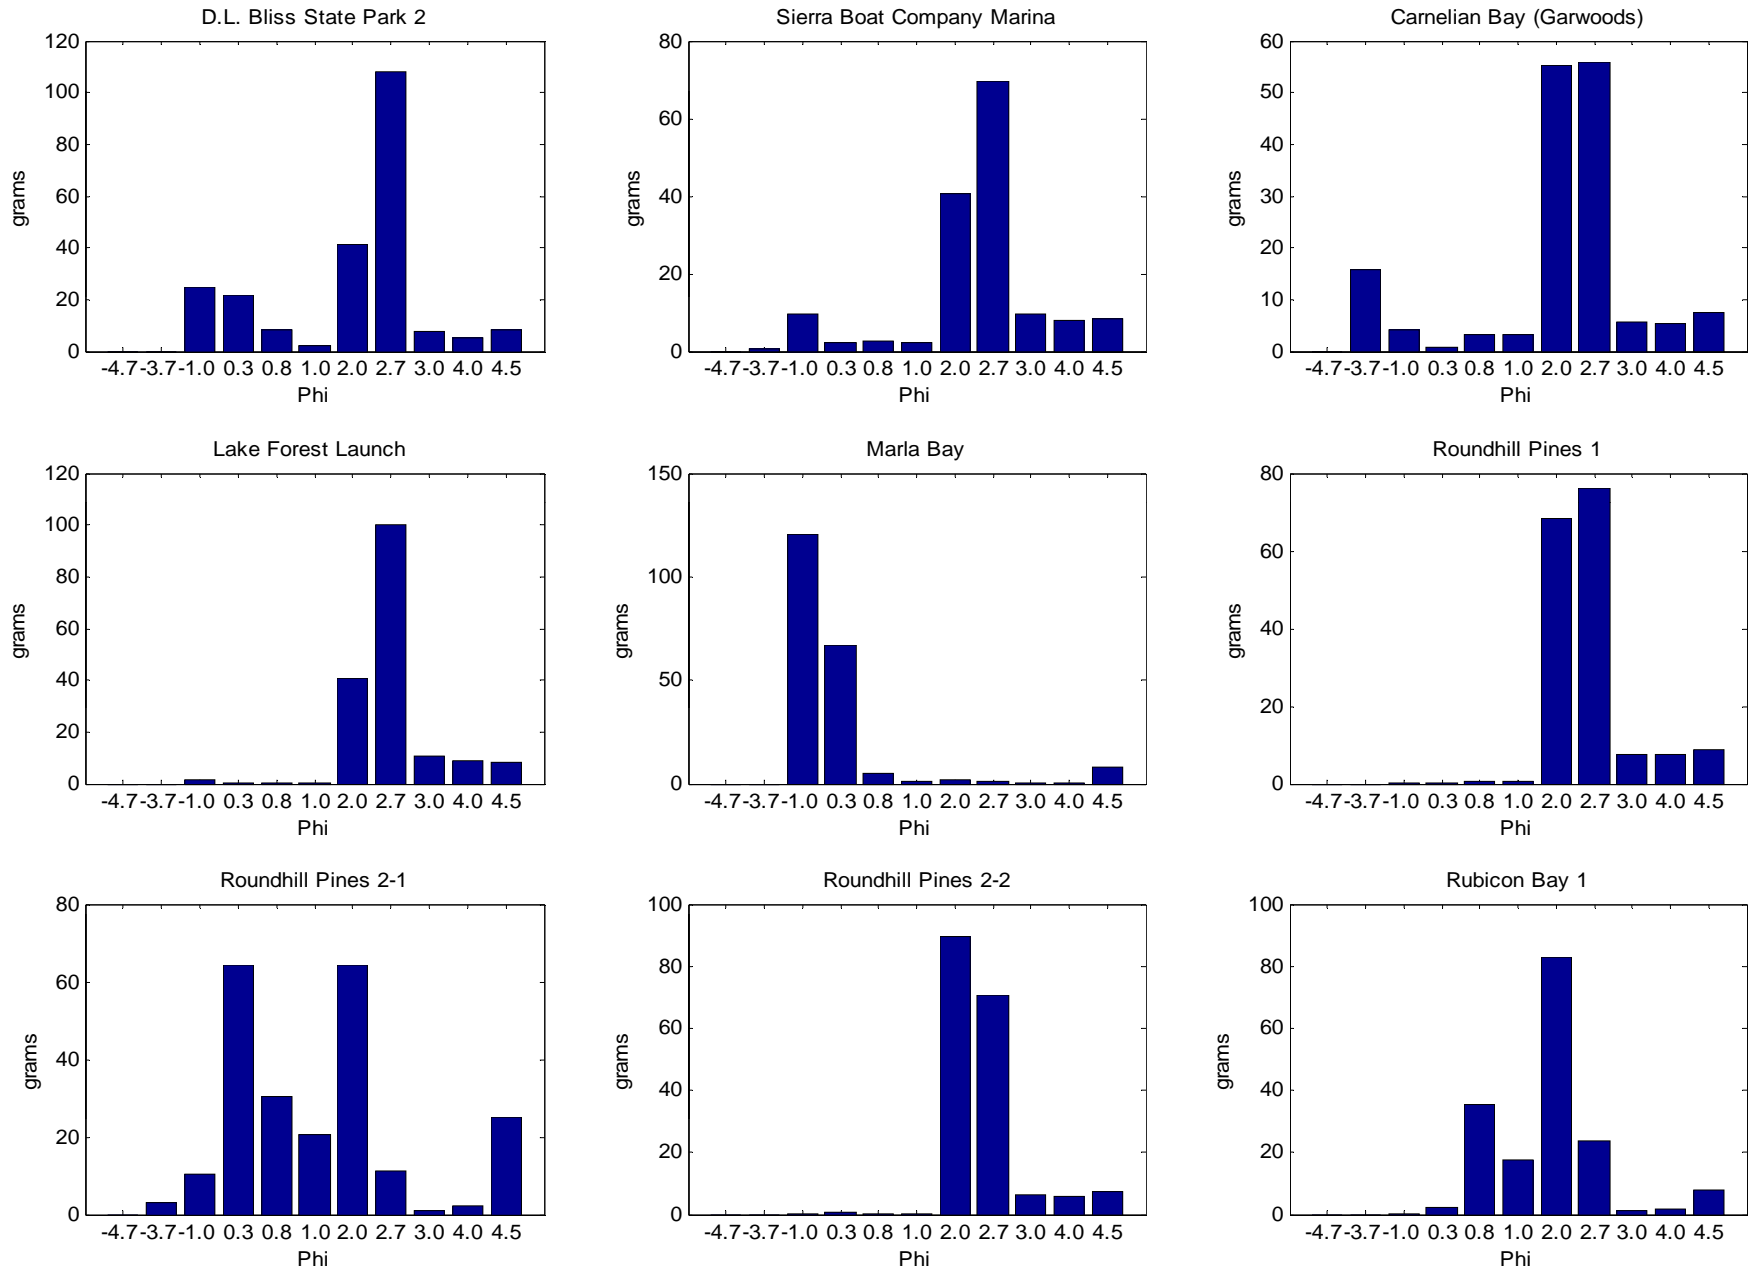 D.L. Bliss State Park 2
120
100
80
60
40
20
0
grams
-4.7 -3.7 -1.0 0.3 0.8 1.0 2.0 2.7 3.0 4.0 4.5
Phi
Sierra Boat Company Marina
80
60
40
20
0
grams
-4.7 -3.7 -1.0 0.3 0.8 1.0 2.0 2.7 3.0 4.0 4.5
Phi
Carnelian Bay (Garwoods)
60
50
40
30
20
10
0
grams
-4.7 -3.7 -1.0 0.3 0.8 1.0 2.0 2.7 3.0 4.0 4.5
Phi
Lake Forest Launch
120
100
80
60
40
20
0
grams
-4.7 -3.7 -1.0 0.3 0.8 1.0 2.0 2.7 3.0 4.0 4.5
Phi
Marla Bay
150
100
50
0
grams
-4.7 -3.7 -1.0 0.3 0.8 1.0 2.0 2.7 3.0 4.0 4.5
Phi
Roundhill Pines 1
80
60
40
20
0
grams
-4.7 -3.7 -1.0 0.3 0.8 1.0 2.0 2.7 3.0 4.0 4.5
Phi
Roundhill Pines 2-1
80
60
40
20
0
grams
-4.7 -3.7 -1.0 0.3 0.8 1.0 2.0 2.7 3.0 4.0 4.5
Phi
Roundhill Pines 2-2
100
80
60
40
20
0
grams
-4.7 -3.7 -1.0 0.3 0.8 1.0 2.0 2.7 3.0 4.0 4.5
Phi
Rubicon Bay 1
100
80
60
40
20
0
grams
-4.7 -3.7 -1.0 0.3 0.8 1.0 2.0 2.7 3.0 4.0 4.5
Phi